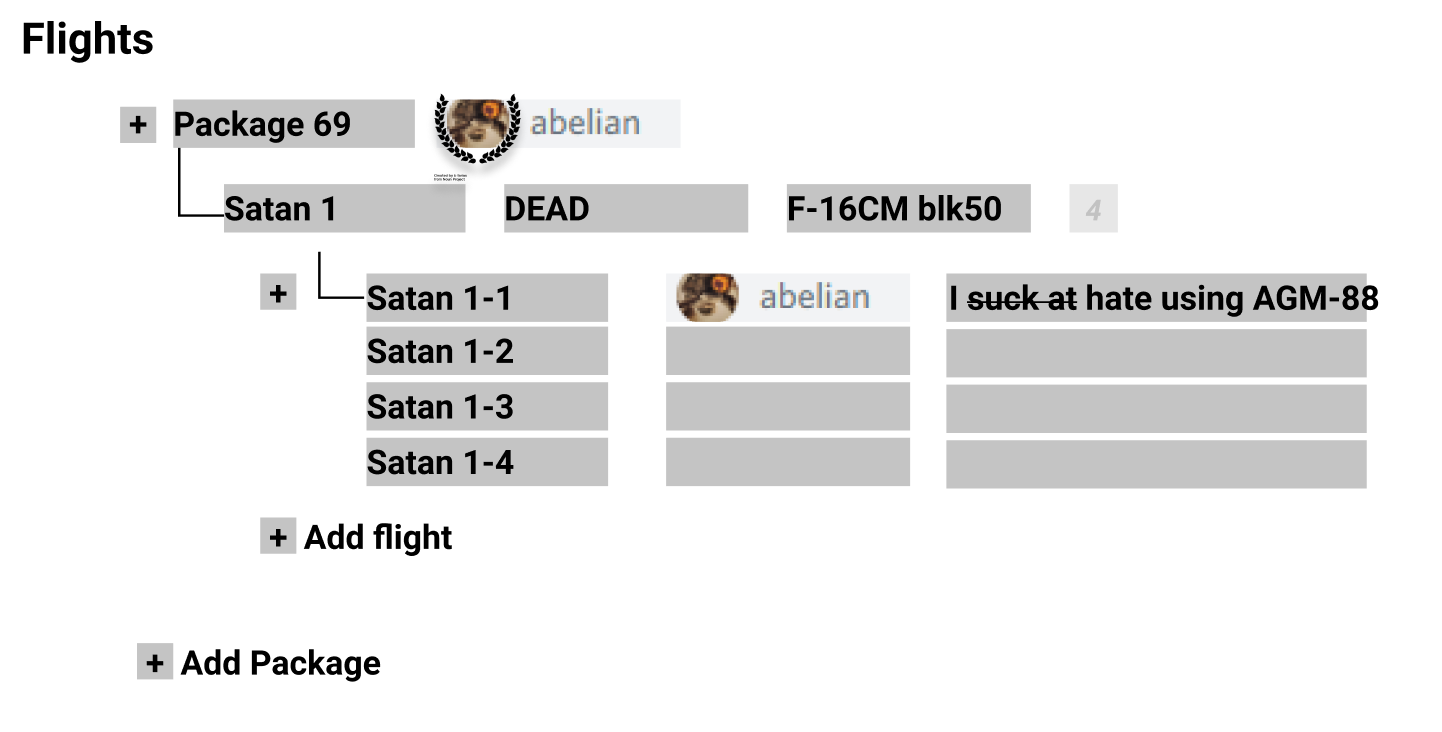 Flights
+ Package 69 abelian
Created by b farias
from Noun Project
Satan 1 DEAD F-16CM blk50 4
+ Satan 1-1 abelian I suck at hate using AGM-88
Satan 1-2
Satan 1-3
Satan 1-4
+ Add flight
+ Add Package